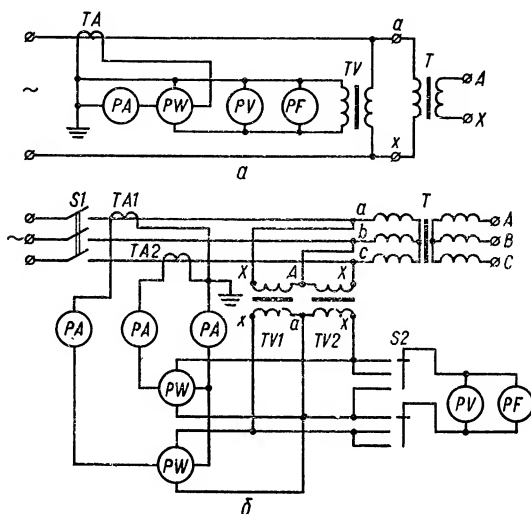 TA a
TV T A
~ PA PW PV PF X
x
а
S1 TA1 T
a A
~ TA2 b B
c C
X A X
PA PA PA x a x
TV1 TV2 S2
PW PV PF
PW
б